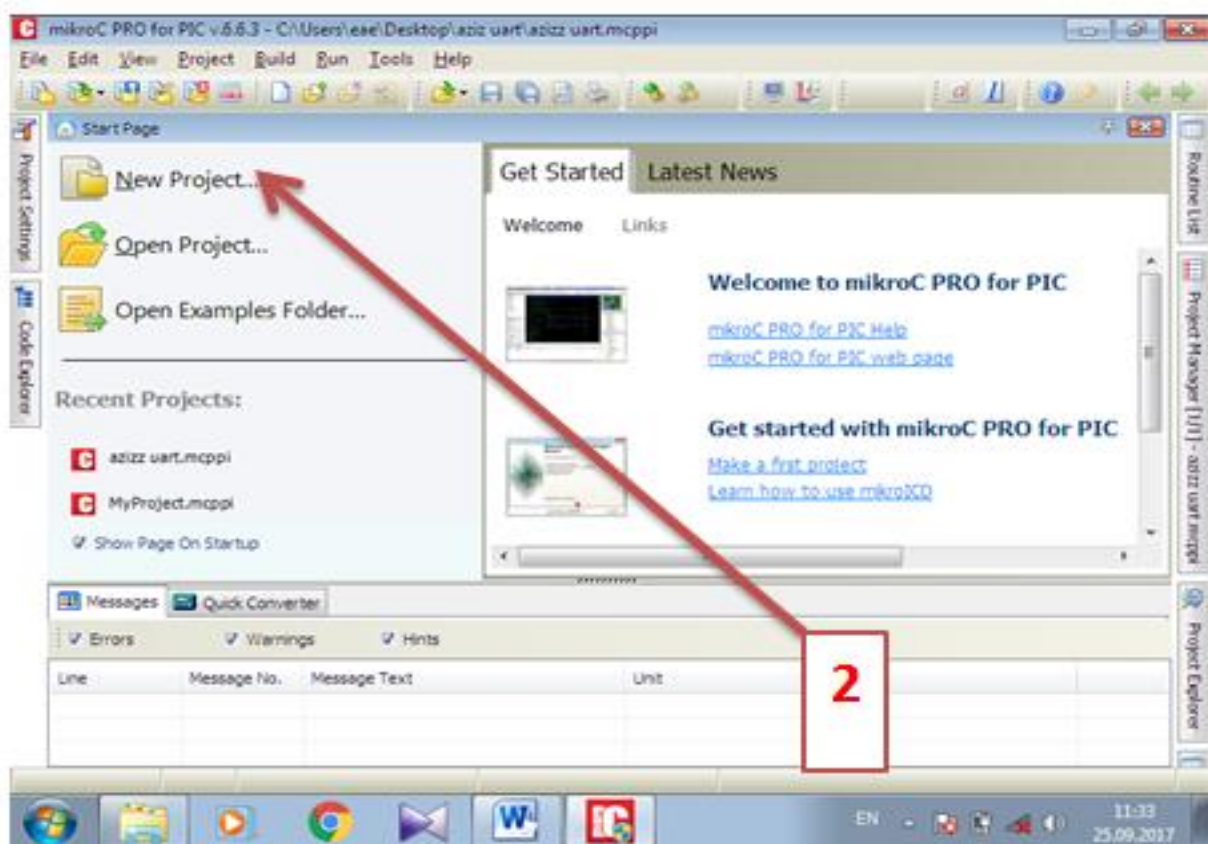 mikroC PRO for PIC v.6.6.3 - C:\Users\eae\Desktop\aziz uart\azizz uart.mcppi
File Edit View Project Build Run Tools Help
Start Page
New Project...
Open Project...
Open Examples Folder...
Recent Projects:
azizz uart.mcppi
MyProject.mcppi
Show Page On Startup
Get Started Latest News
Welcome Links
Welcome to mikroC PRO for PIC
mikroC PRO for PIC Help
mikroC PRO for PIC web page
Get started with mikroC PRO for PIC
Make a first project
Learn how to use mikroICD
Project Settings
Code Explorer
Routine List
Project Manager [1/1] - azizz uart.mcppi
Project Explorer
Messages Quick Converter
Errors Warnings Hints
Line Message No. Message Text Unit
2
EN
11:33
25.09.2017